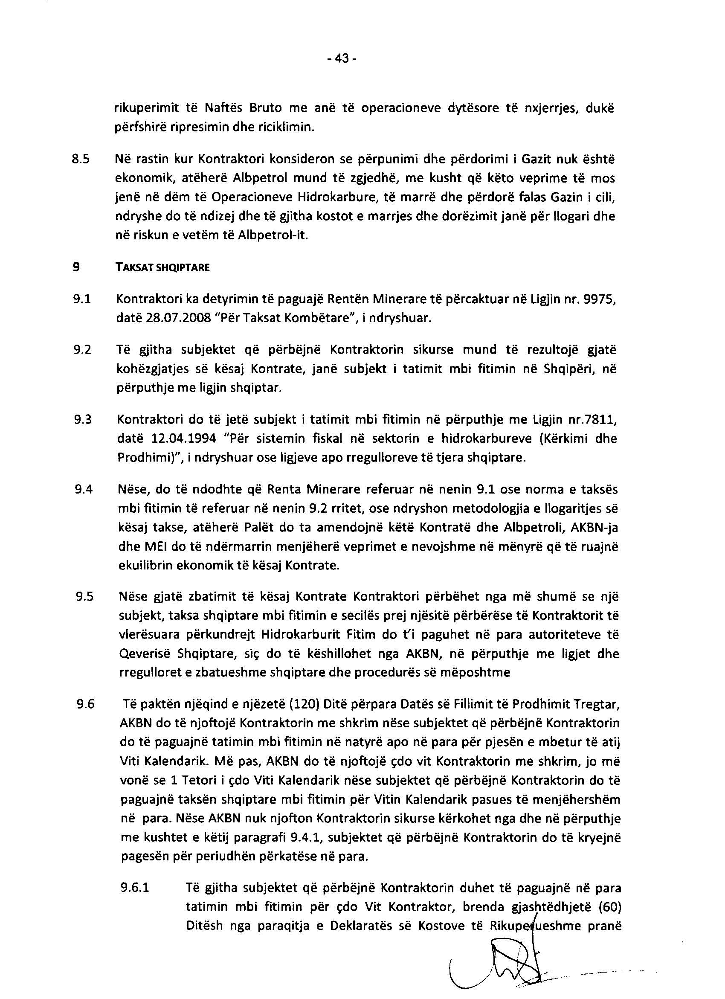 - 43 -
rikuperimit të Naftës Bruto me anë të operacioneve dytësore të nxjerrjes, dukë
përfshirë ripresimin dhe riciklimin.
8.5 Në rastin kur Kontraktori konsideron se përpunimi dhe përdorimi i Gazit nuk është
ekonomik, atëherë Albpetrol mund të zgjedhë, me kusht që këto veprime të mos
jenë në dëm të Operacioneve Hidrokarbure, të marrë dhe përdorë falas Gazin i cili,
ndryshe do të ndizej dhe të gjitha kostot e marrjes dhe dorëzimit janë për llogari dhe
në riskun e vetëm të Albpetrol-it.
9 TAKSAT SHQIPTARE
9.1 Kontraktori ka detyrimin të paguajë Rentën Minerare të përcaktuar në Ligjin nr. 9975,
datë 28.07.2008 "Për Taksat Kombëtare", i ndryshuar.
9.2 Të gjitha subjektet që përbëjnë Kontraktorin sikurse mund të rezultojë gjatë
kohëzgjatjes së kësaj Kontrate, janë subjekt i tatimit mbi fitimin në Shqipëri, në
përputhje me ligjin shqiptar.
9.3 Kontraktori do të jetë subjekt i tatimit mbi fitimin në përputhje me Ligjin nr.7811,
datë 12.04.1994 "Për sistemin fiskal në sektorin e hidrokarbureve (Kërkimi dhe
Prodhimi)", i ndryshuar ose ligjeve apo rregulloreve të tjera shqiptare.
9.4 Nëse, do të ndodhte që Renta Minerare referuar në nenin 9.1 ose norma e taksës
mbi fitimin të referuar në nenin 9.2 rritet, ose ndryshon metodologjia e llogaritjes së
kësaj takse, atëherë Palët do ta amendojnë këtë Kontratë dhe Albpetroli, AKBN-ja
dhe MEI do të ndërmarrin menjëherë veprimet e nevojshme në mënyrë që të ruajnë
ekuilibrin ekonomik të kësaj Kontrate.
9.5 Nëse gjatë zbatimit të kësaj Kontrate Kontraktori përbëhet nga më shumë se një
subjekt, taksa shqiptare mbi fitimin e secilës prej njësitë përbërëse të Kontraktorit të
vlerësuara përkundrejt Hidrokarburit Fitim do t'i paguhet në para autoriteteve të
Qeverisë Shqiptare, siç do të këshillohet nga AKBN, në përputhje me ligjet dhe
rregulloret e zbatueshme shqiptare dhe procedurës së mëposhtme
9.6 Të paktën njëqind e njëzetë (120) Ditë përpara Datës së Fillimit të Prodhimit Tregtar,
AKBN do të njoftojë Kontraktorin me shkrim nëse subjektet që përbëjnë Kontraktorin
do të paguajnë tatimin mbi fitimin në natyrë apo në para për pjesën e mbetur të atij
Viti Kalendarik. Më pas, AKBN do të njoftojë çdo vit Kontraktorin me shkrim, jo më
vonë se 1 Tetori i çdo Viti Kalendarik nëse subjektet që përbëjnë Kontraktorin do të
paguajnë taksën shqiptare mbi fitimin për Vitin Kalendarik pasues të menjëhershëm
në para. Nëse AKBN nuk njofton Kontraktorin sikurse kërkohet nga dhe në përputhje
me kushtet e këtij paragrafi 9.4.1, subjektet që përbëjnë Kontraktorin do të kryejnë
pagesën për periudhën përkatëse në para.
9.6.1 Të gjitha subjektet që përbëjnë Kontraktorin duhet të paguajnë në para
tatimin mbi fitimin për çdo Vit Kontraktor, brenda gjashtëdhjetë (60)
Ditësh nga paraqitja e Deklaratës së Kostove të Rikuperueshme pranë